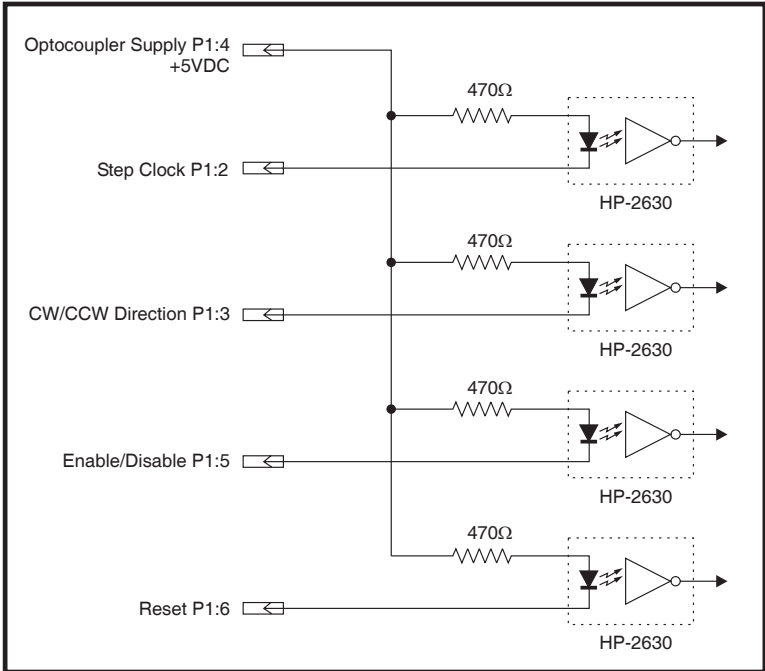 Optocoupler Supply P1:4
+5VDC
470Ω
Step Clock P1:2
HP-2630
470Ω
CW/CCW Direction P1:3
HP-2630
470Ω
Enable/Disable P1:5
HP-2630
470Ω
Reset P1:6
HP-2630